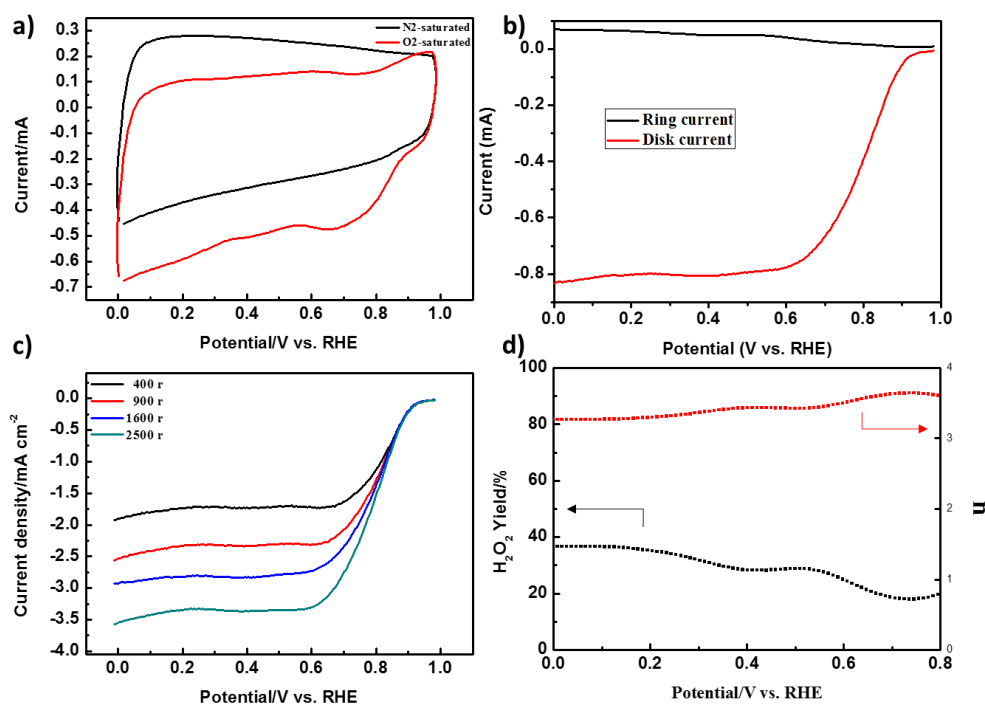 a)
N2-saturated
O2-saturated
0.3
0.2
0.1
0.0
-0.1
-0.2
-0.3
-0.4
-0.5
-0.6
-0.7
Current/mA
0.0 0.2 0.4 0.6 0.8 1.0
Potential/V vs. RHE
b)
0.0
-0.2
-0.4
-0.6
-0.8
Current (mA)
Ring current
Disk current
0.0 0.2 0.4 0.6 0.8 1.0
Potential (V vs. RHE)
c)
400 r
900 r
1600 r
2500 r
0.0
-0.5
-1.0
-1.5
-2.0
-2.5
-3.0
-3.5
-4.0
Current density/mA cm⁻²
0.0 0.2 0.4 0.6 0.8 1.0
Potential/V vs. RHE
d)
100
80
60
40
20
0
H₂O₂ Yield/%
4
3
2
1
0
n
0.0 0.2 0.4 0.6 0.8
Potential/V vs. RHE